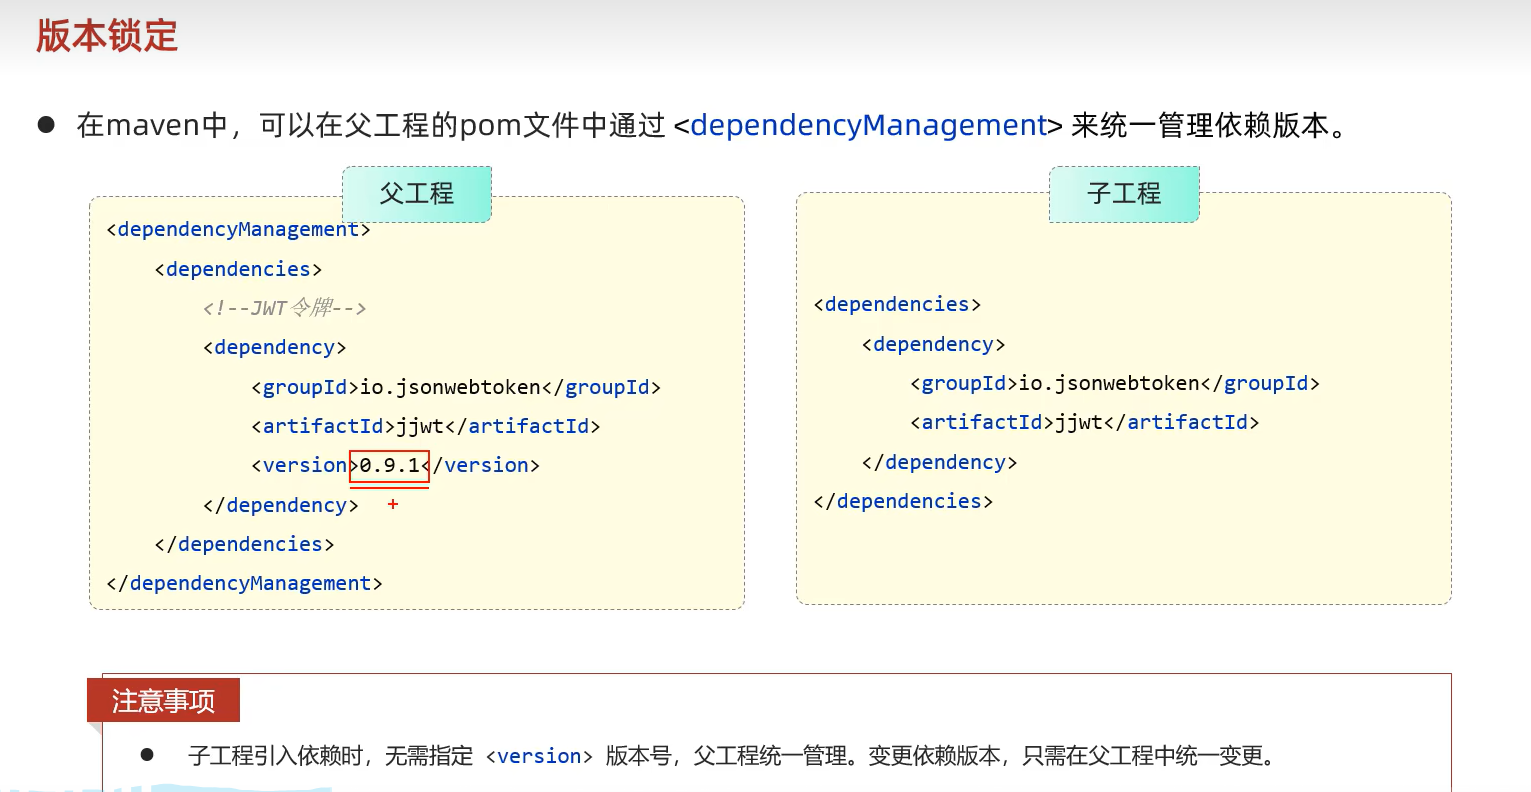 版本锁定
● 在maven中，可以在父工程的pom文件中通过 <dependencyManagement> 来统一管理依赖版本。
父工程
<dependencyManagement>
<dependencies>
<!--JWT令牌-->
<dependency>
<groupId>io.jsonwebtoken</groupId>
<artifactId>jjwt</artifactId>
<version>0.9.1</version>
</dependency>
</dependencies>
</dependencyManagement>
子工程
<dependencies>
<dependency>
<groupId>io.jsonwebtoken</groupId>
<artifactId>jjwt</artifactId>
</dependency>
</dependencies>
注意事项
● 子工程引入依赖时，无需指定 <version> 版本号，父工程统一管理。变更依赖版本，只需在父工程中统一变更。